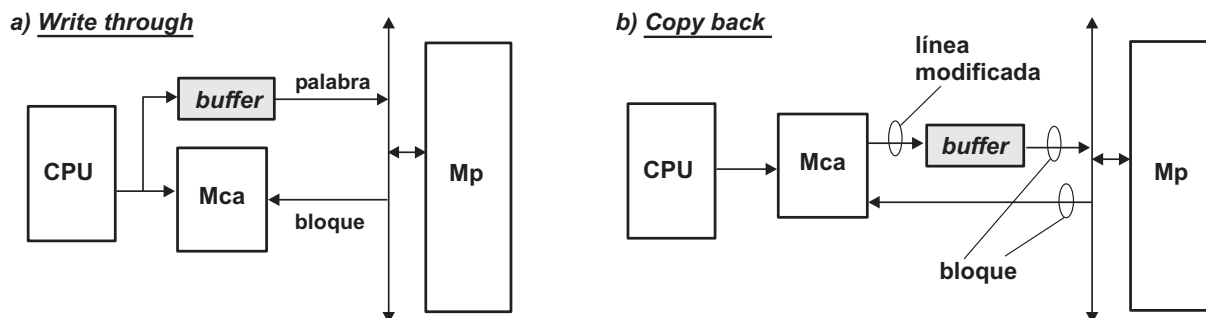 a) Write through
palabra
buffer
CPU
Mca
bloque
Mp
b) Copy back
línea
modificada
buffer
CPU
Mca
Mp
bloque